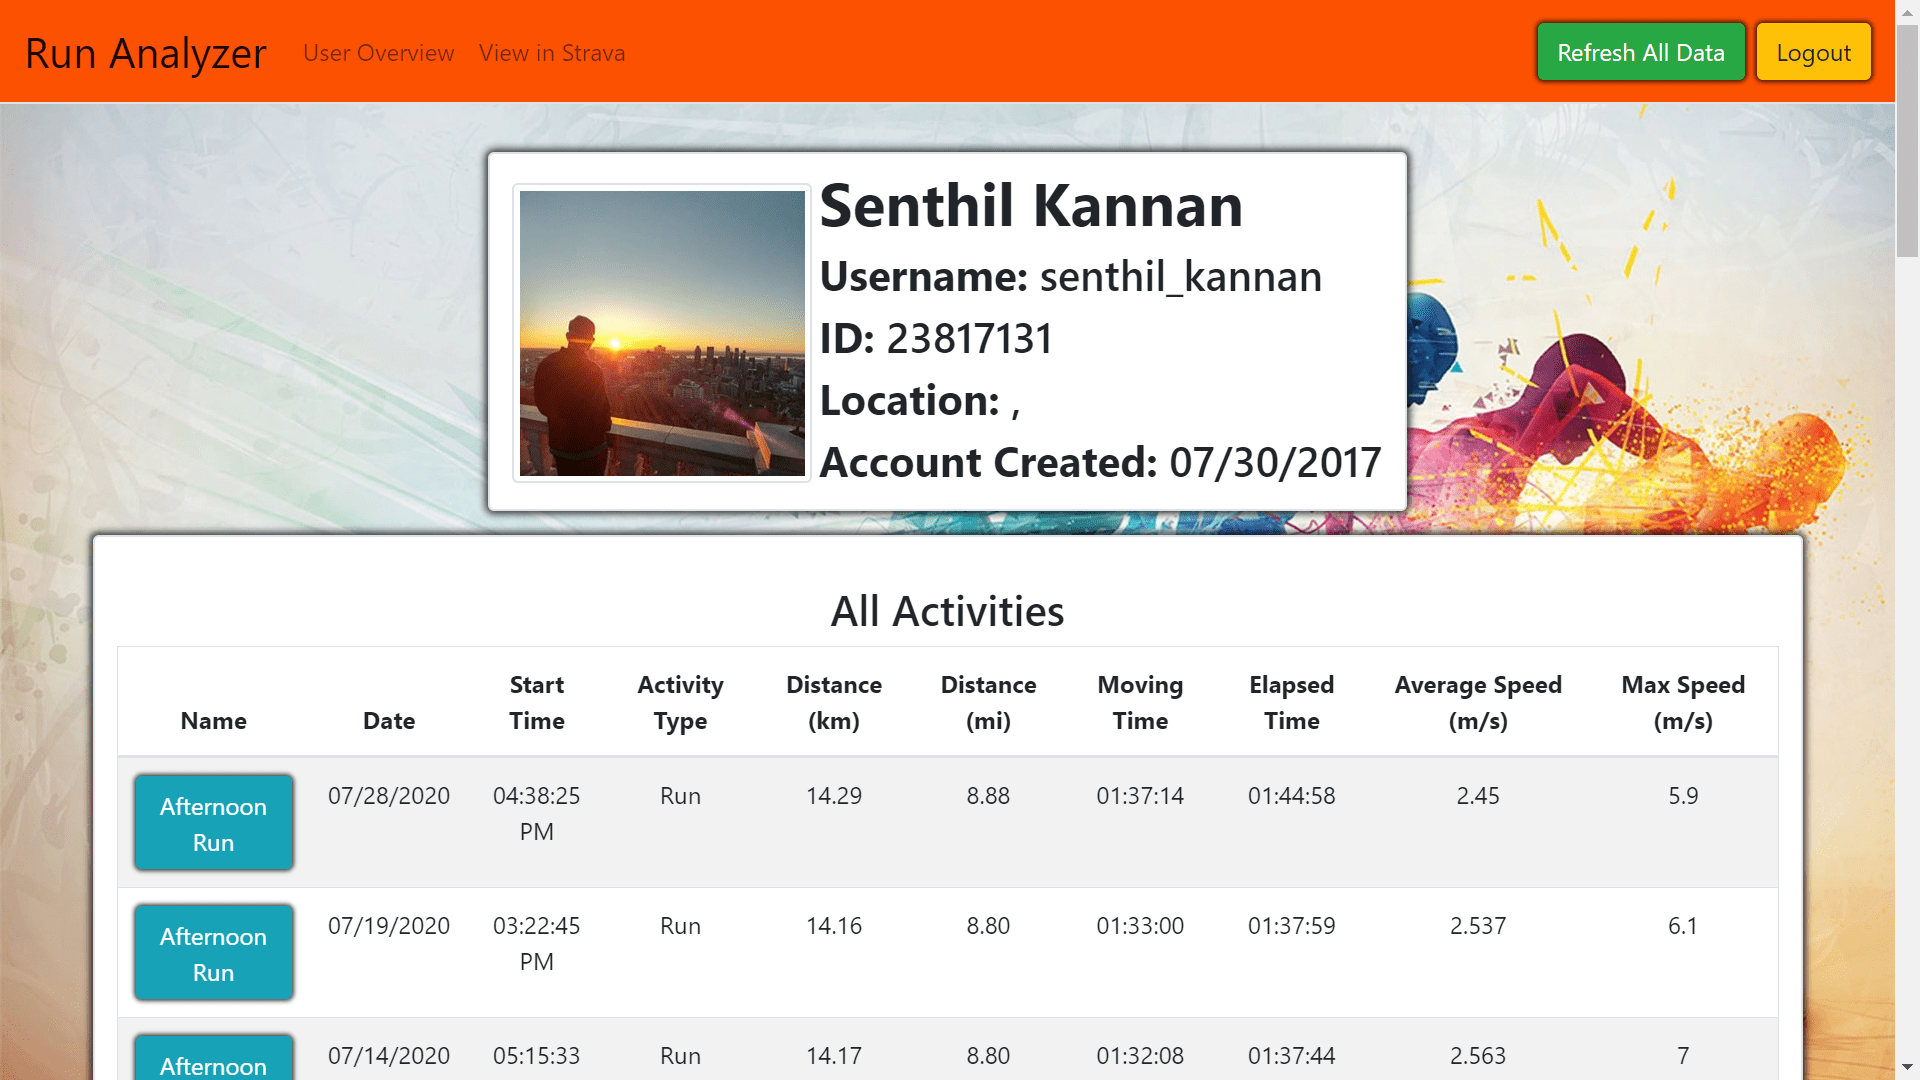 Run Analyzer User Overview View in Strava Refresh All Data Logout
Senthil Kannan
Username: senthil_kannan
ID: 23817131
Location: ,
Account Created: 07/30/2017
All Activities
Name Date Start Time Activity Type Distance (km) Distance (mi) Moving Time Elapsed Time Average Speed (m/s) Max Speed (m/s)
Afternoon Run 07/28/2020 04:38:25 PM Run 14.29 8.88 01:37:14 01:44:58 2.45 5.9
Afternoon Run 07/19/2020 03:22:45 PM Run 14.16 8.80 01:33:00 01:37:59 2.537 6.1
Afternoon 07/14/2020 05:15:33 Run 14.17 8.80 01:32:08 01:37:44 2.563 7